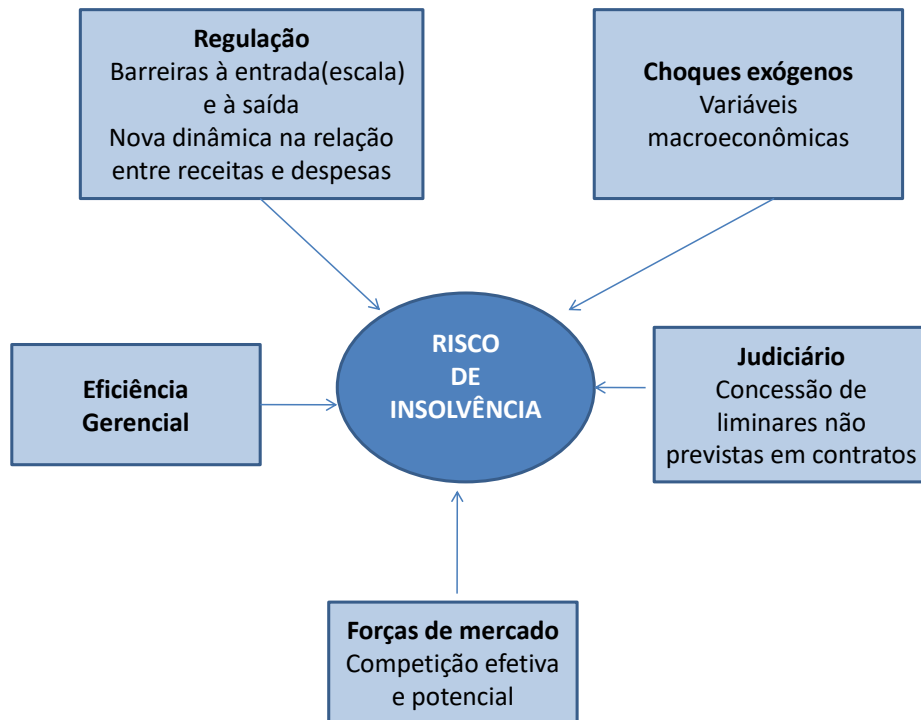 Regulação
Barreiras à entrada(escala)
e à saída
Nova dinâmica na relação
entre receitas e despesas
Choques exógenos
Variáveis
macroeconômicas
RISCO
DE
INSOLVÊNCIA
Eficiência
Gerencial
Judiciário
Concessão de
liminares não
previstas em contratos
Forças de mercado
Competição efetiva
e potencial